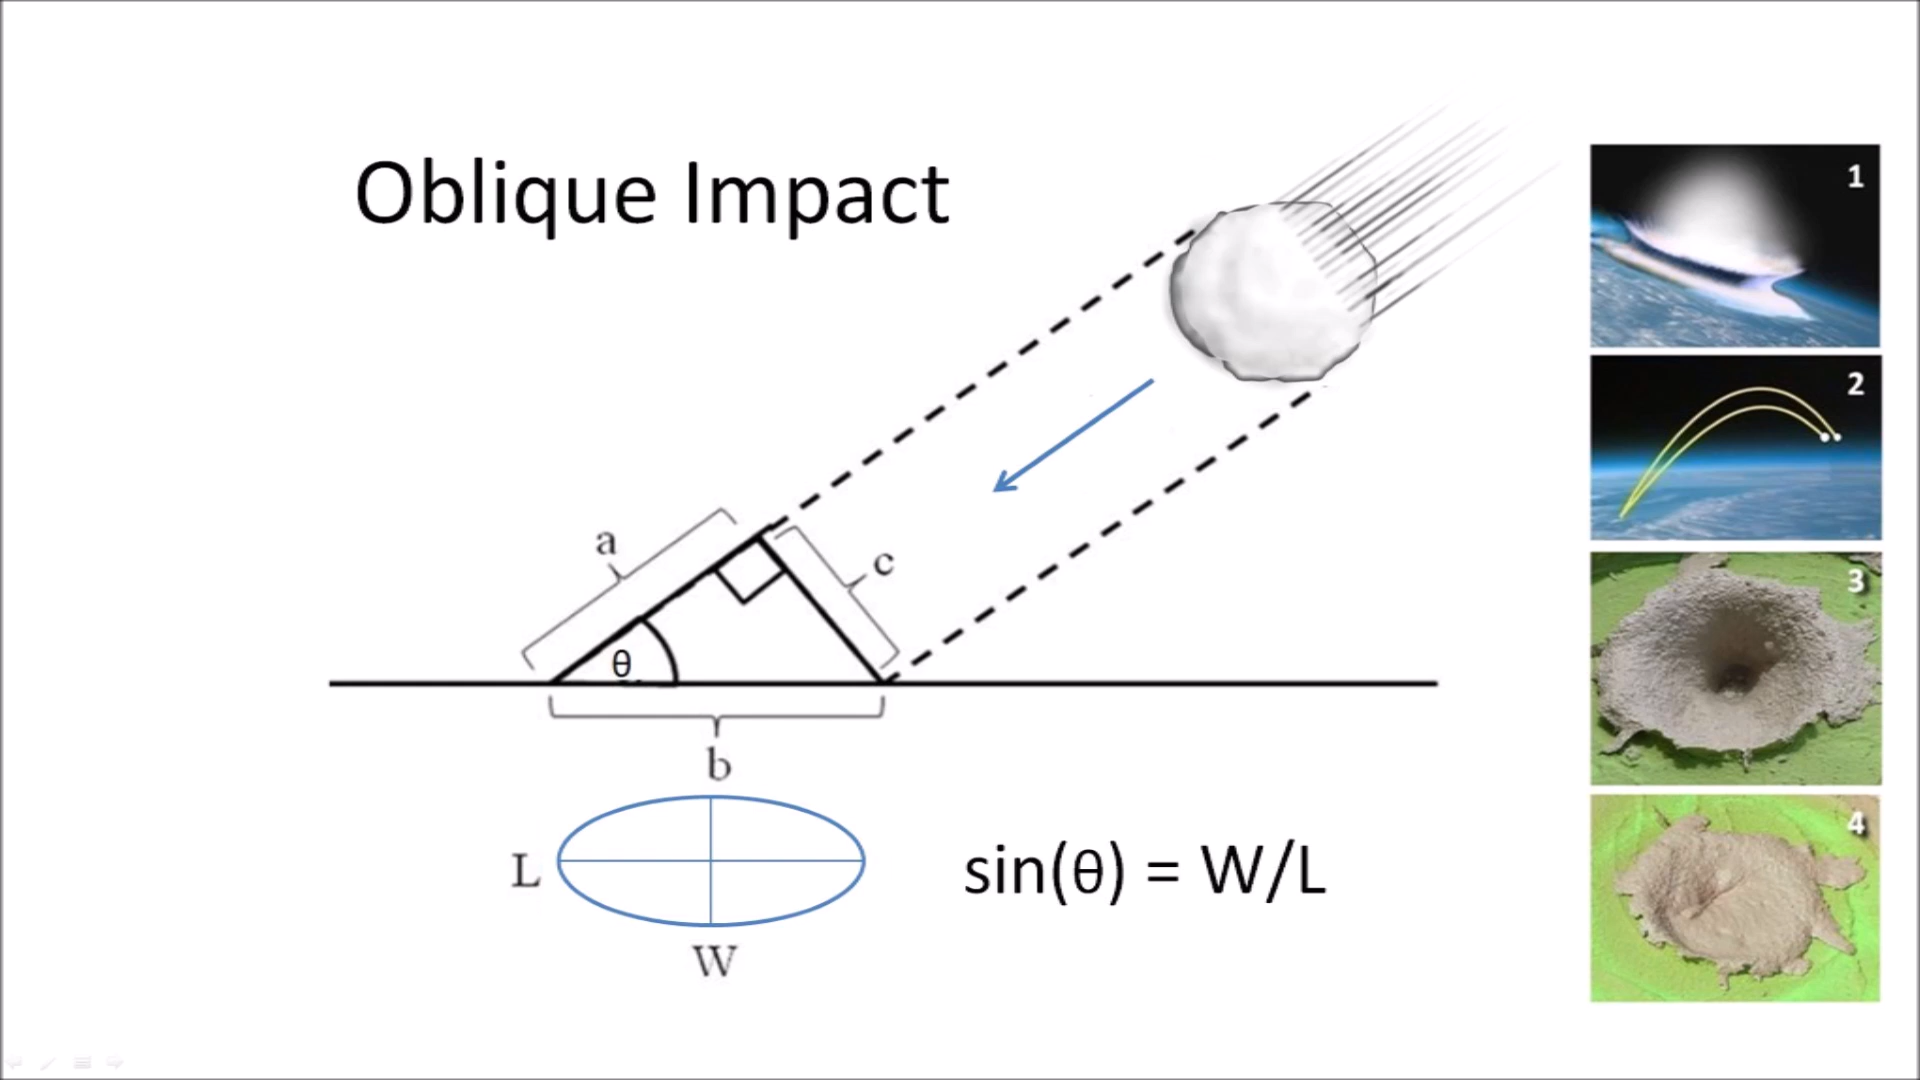 Oblique Impact
a
c
θ
b
L
W
sin(θ) = W/L
1
2
3
4